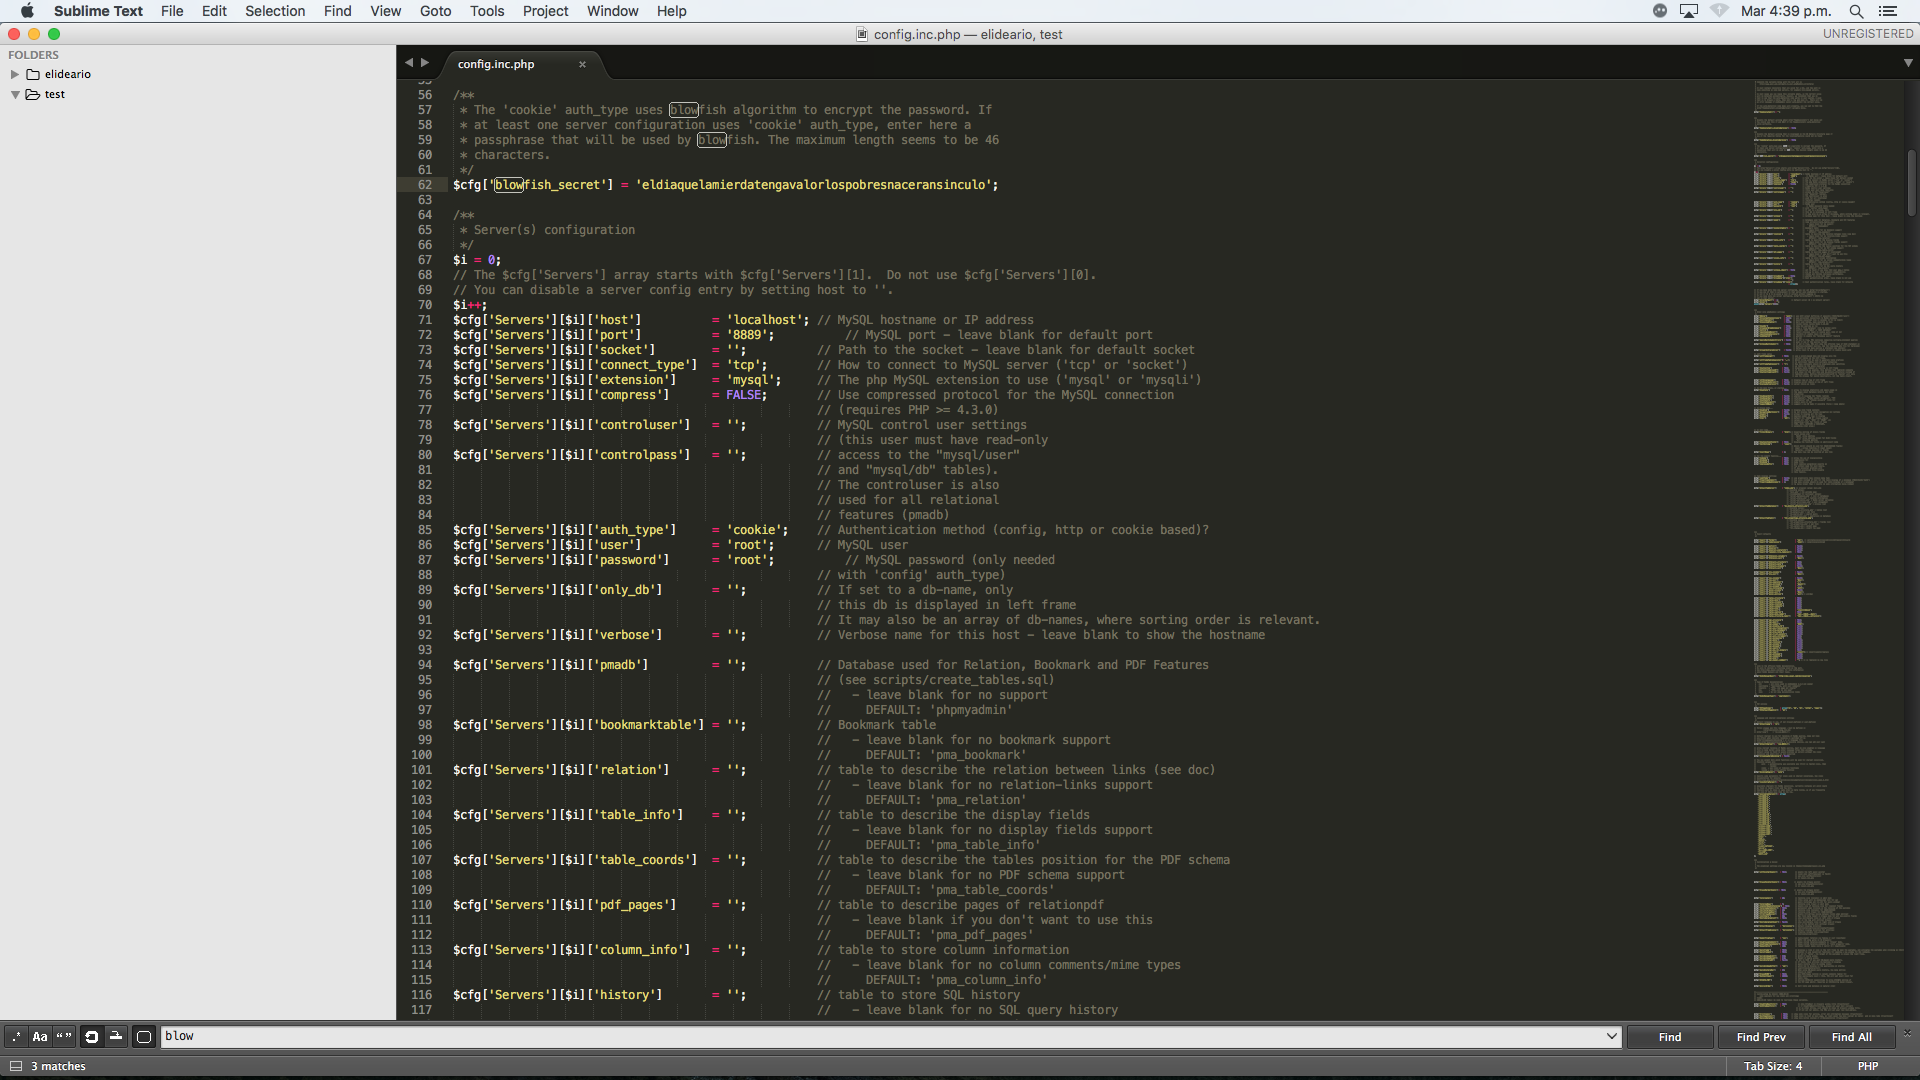 Sublime Text File Edit Selection Find View Goto Tools Project Window Help Mar 4:39 p.m.
config.inc.php — elideario, test UNREGISTERED
FOLDERS
elideario
test
config.inc.php ×
56 /**
57  * The 'cookie' auth_type uses blowfish algorithm to encrypt the password. If
58  * at least one server configuration uses 'cookie' auth_type, enter here a
59  * passphrase that will be used by blowfish. The maximum length seems to be 46
60  * characters.
61  */
62 $cfg['blowfish_secret'] = 'eldiaquelamierdatengavalorlospobresnaceransinculo';
63
64 /**
65  * Server(s) configuration
66  */
67 $i = 0;
68 // The $cfg['Servers'] array starts with $cfg['Servers'][1].  Do not use $cfg['Servers'][0].
69 // You can disable a server config entry by setting host to ''.
70 $i++;
71 $cfg['Servers'][$i]['host']          = 'localhost'; // MySQL hostname or IP address
72 $cfg['Servers'][$i]['port']          = '8889';          // MySQL port - leave blank for default port
73 $cfg['Servers'][$i]['socket']        = '';          // Path to the socket - leave blank for default socket
74 $cfg['Servers'][$i]['connect_type']  = 'tcp';       // How to connect to MySQL server ('tcp' or 'socket')
75 $cfg['Servers'][$i]['extension']     = 'mysql';     // The php MySQL extension to use ('mysql' or 'mysqli')
76 $cfg['Servers'][$i]['compress']      = FALSE;       // Use compressed protocol for the MySQL connection
77 // (requires PHP >= 4.3.0)
78 $cfg['Servers'][$i]['controluser']   = '';          // MySQL control user settings
79 // (this user must have read-only
80 $cfg['Servers'][$i]['controlpass']   = '';          // access to the "mysql/user"
81 // and "mysql/db" tables).
82 // The controluser is also
83 // used for all relational
84 // features (pmadb)
85 $cfg['Servers'][$i]['auth_type']     = 'cookie';    // Authentication method (config, http or cookie based)?
86 $cfg['Servers'][$i]['user']          = 'root';      // MySQL user
87 $cfg['Servers'][$i]['password']      = 'root';          // MySQL password (only needed
88 // with 'config' auth_type)
89 $cfg['Servers'][$i]['only_db']       = '';          // If set to a db-name, only
90 // this db is displayed in left frame
91 // It may also be an array of db-names, where sorting order is relevant.
92 $cfg['Servers'][$i]['verbose']       = '';          // Verbose name for this host - leave blank to show the hostname
93
94 $cfg['Servers'][$i]['pmadb']         = '';          // Database used for Relation, Bookmark and PDF Features
95 // (see scripts/create_tables.sql)
96 //   - leave blank for no support
97 //     DEFAULT: 'phpmyadmin'
98 $cfg['Servers'][$i]['bookmarktable'] = '';          // Bookmark table
99 //   - leave blank for no bookmark support
100 //     DEFAULT: 'pma_bookmark'
101 $cfg['Servers'][$i]['relation']      = '';          // table to describe the relation between links (see doc)
102 //   - leave blank for no relation-links support
103 //     DEFAULT: 'pma_relation'
104 $cfg['Servers'][$i]['table_info']    = '';          // table to describe the display fields
105 //   - leave blank for no display fields support
106 //     DEFAULT: 'pma_table_info'
107 $cfg['Servers'][$i]['table_coords']  = '';          // table to describe the tables position for the PDF schema
108 //   - leave blank for no PDF schema support
109 //     DEFAULT: 'pma_table_coords'
110 $cfg['Servers'][$i]['pdf_pages']     = '';          // table to describe pages of relationpdf
111 //   - leave blank if you don't want to use this
112 //     DEFAULT: 'pma_pdf_pages'
113 $cfg['Servers'][$i]['column_info']   = '';          // table to store column information
114 //   - leave blank for no column comments/mime types
115 //     DEFAULT: 'pma_column_info'
116 $cfg['Servers'][$i]['history']       = '';          // table to store SQL history
117 //   - leave blank for no SQL query history
.* Aa “” blow Find Find Prev Find All ×
3 matches Tab Size: 4 PHP